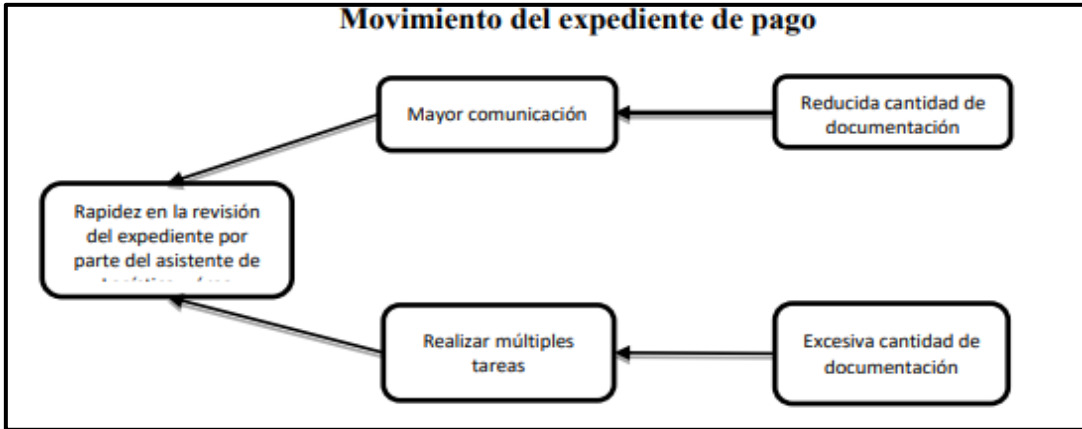 Movimiento del expediente de pago
Mayor comunicación
Reducida cantidad de
documentación
Rapidez en la revisión
del expediente por
parte del asistente de
Realizar múltiples
tareas
Excesiva cantidad de
documentación